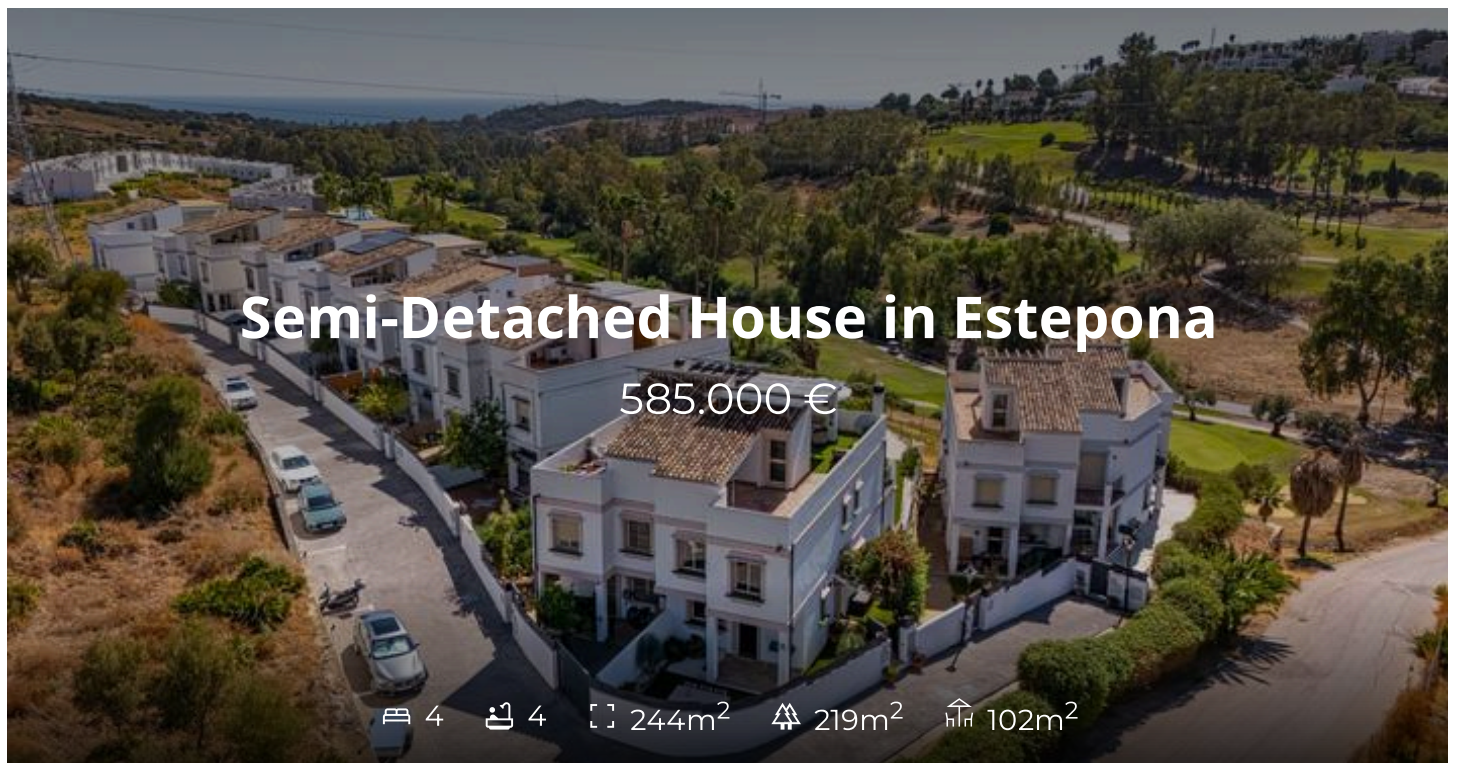 Semi-Detached House in Estepona
585.000 €
4 4 244m² 219m² 102m²